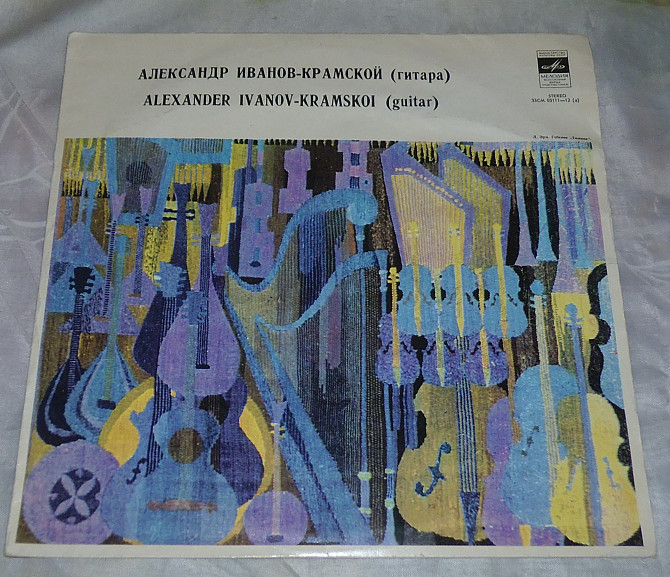 АЛЕКСАНДР ИВАНОВ-КРАМСКОЙ (гитара)
ALEXANDER IVANOV-KRAMSKOI (guitar)
МЕЛОДИЯ
STEREO